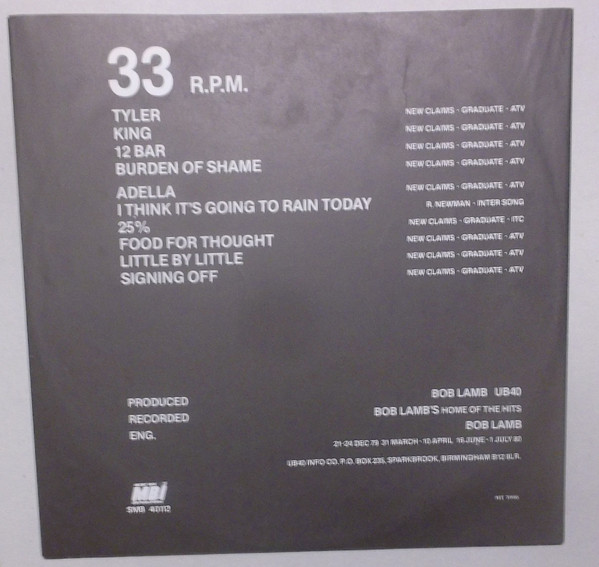 33 R.P.M.
TYLER NEW CLAIMS - GRADUATE - ATV
KING NEW CLAIMS - GRADUATE - ATV
12 BAR NEW CLAIMS - GRADUATE - ATV
BURDEN OF SHAME NEW CLAIMS - GRADUATE - ATV
ADELLA NEW CLAIMS - GRADUATE - ATV
I THINK IT'S GOING TO RAIN TODAY R. NEWMAN - INTER SONG
25% NEW CLAIMS - GRADUATE - ITC
FOOD FOR THOUGHT NEW CLAIMS - GRADUATE - ATV
LITTLE BY LITTLE NEW CLAIMS - GRADUATE - ATV
SIGNING OFF NEW CLAIMS - GRADUATE - ATV
PRODUCED BOB LAMB UB40
RECORDED BOB LAMB'S HOME OF THE HITS
ENG. BOB LAMB
21-24 DEC 79 31 MARCH - 10 APRIL 16 JUNE - 1 JULY 80
UB40 INFO CO. P.O. BOX 235, SPARKBROOK, BIRMINGHAM B12
MBI
SMB 40112